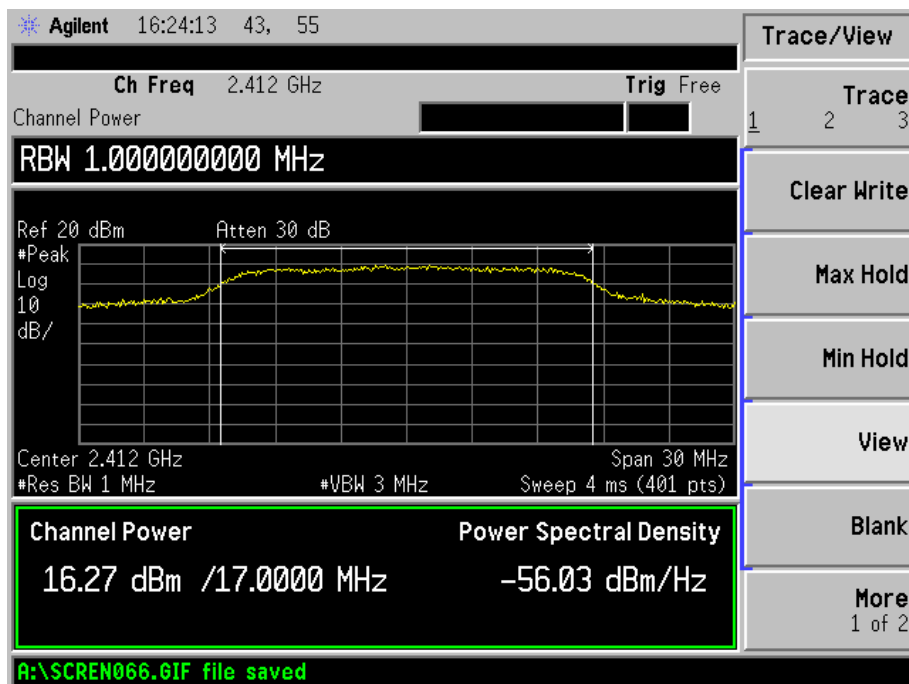 Agilent 16:24:13 43, 55
Trace/View
Ch Freq 2.412 GHz Trig Free
Channel Power
Trace
1 2 3
RBW 1.000000000 MHz
Clear Write
Ref 20 dBm Atten 30 dB
#Peak
Log
10
dB/
Max Hold
Min Hold
View
Center 2.412 GHz Span 30 MHz
#Res BW 1 MHz #VBW 3 MHz Sweep 4 ms (401 pts)
Channel Power Power Spectral Density
16.27 dBm /17.0000 MHz -56.03 dBm/Hz
Blank
More
1 of 2
A:\SCREN066.GIF file saved